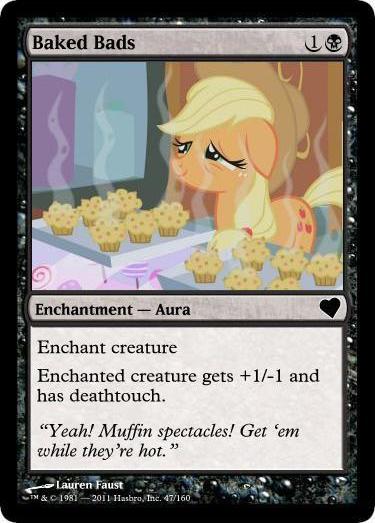 Baked Bads 1
Enchantment — Aura
Enchant creature
Enchanted creature gets +1/-1 and
has deathtouch.
“Yeah! Muffin spectacles! Get ‘em
while they’re hot.”
Lauren Faust
™ & © 1981 — 2011 Hasbro, Inc. 47/160